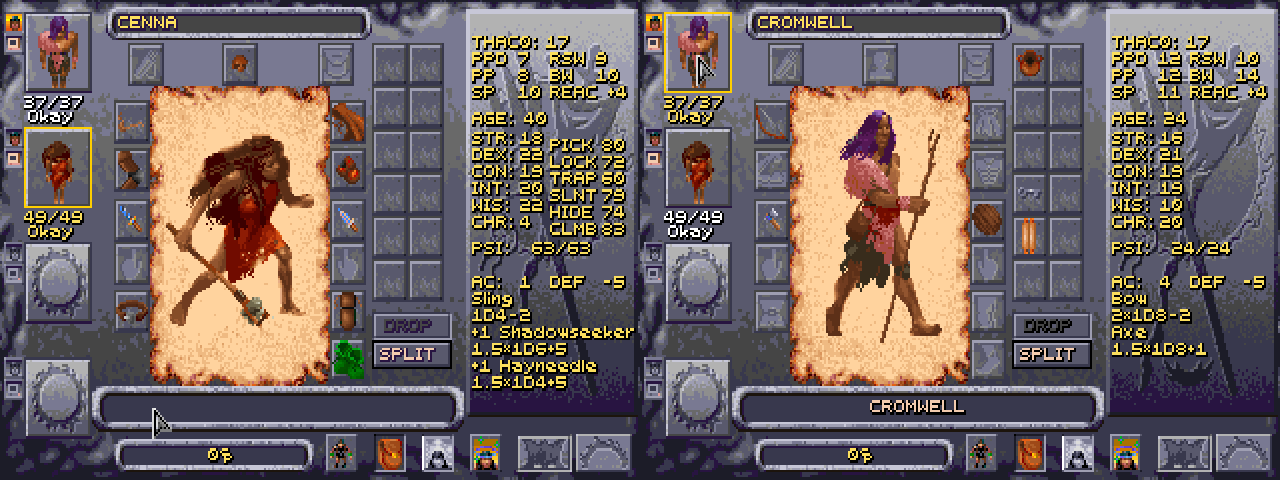 CENNA
37/37
Okay
49/49
Okay
THAC0: 17
PPD 7 RSW 9
PP 8 BW 10
SP 10 REAC +4
AGE: 40
STR: 18
DEX: 22
CON: 19
INT: 20
WIS: 22
CHR: 4
PICK 80
LOCK 72
TRAP 60
SLNT 79
HIDE 74
CLMB 83
PSI: 63/63
AC: 1 DEF -5
Sling
1D4-2
+1 Shadowseeker
1.5×1D6+5
+1 Hayneedle
1.5×1D4+5
DROP
SPLIT
0
CROMWELL
37/37
Okay
49/49
Okay
THAC0: 17
PPD 12 RSW 10
PP 12 BW 14
SP 11 REAC +4
AGE: 24
STR: 16
DEX: 21
CON: 19
INT: 19
WIS: 10
CHR: 20
PSI: 24/24
AC: 4 DEF -5
Bow
2×1D8-2
Axe
1.5×1D8+1
DROP
SPLIT
CROMWELL
0